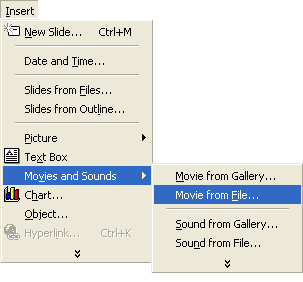 Insert
New Slide... Ctrl+M
Date and Time...
Slides from Files...
Slides from Outline...
Picture
Text Box
Movies and Sounds
Chart...
Object...
Hyperlink... Ctrl+K
Movie from Gallery...
Movie from File...
Sound from Gallery...
Sound from File...